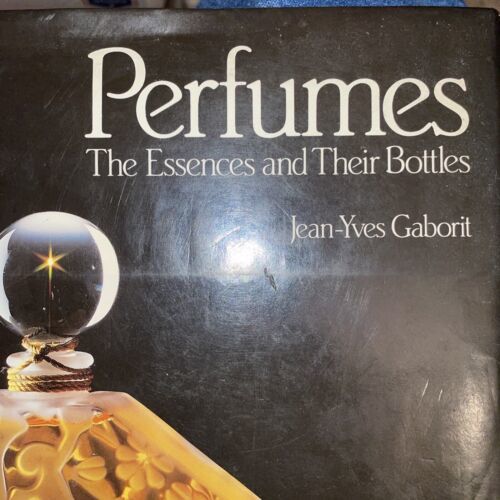 Perfumes
The Essences and Their Bottles
Jean-Yves Gaborit